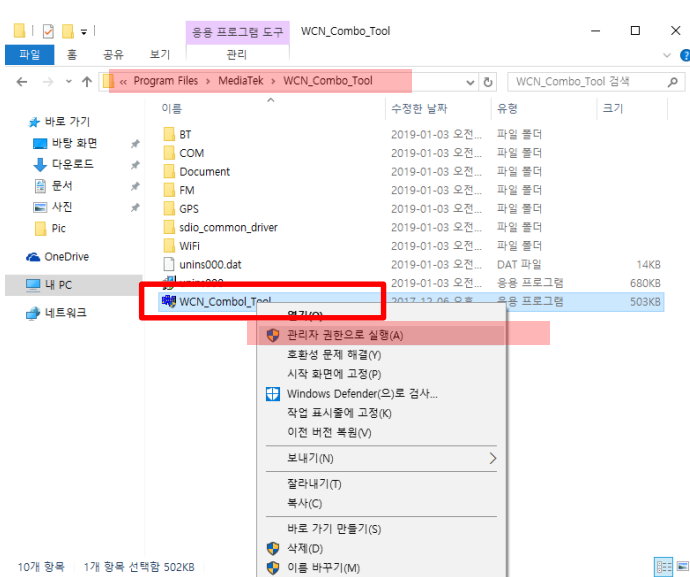 응용 프로그램 도구 WCN_Combo_Tool
파일 홈 공유 보기 관리
« Program Files › MediaTek › WCN_Combo_Tool WCN_Combo_Tool 검색
이름 수정한 날짜 유형 크기
바로 가기
바탕 화면
다운로드
문서
사진
Pic
OneDrive
내 PC
네트워크
BT 2019-01-03 오전... 파일 폴더
COM 2019-01-03 오전... 파일 폴더
Document 2019-01-03 오전... 파일 폴더
FM 2019-01-03 오전... 파일 폴더
GPS 2019-01-03 오전... 파일 폴더
sdio_common_driver 2019-01-03 오전... 파일 폴더
WiFi 2019-01-03 오전... 파일 폴더
unins000.dat 2019-01-03 오전... DAT 파일 14KB
unins000 2019-01-03 오전... 응용 프로그램 680KB
WCN_Combol_Tool 2017-12-06 오후... 응용 프로그램 503KB
열기(O)
관리자 권한으로 실행(A)
호환성 문제 해결(Y)
시작 화면에 고정(P)
Windows Defender(으)로 검사...
작업 표시줄에 고정(K)
이전 버전 복원(V)
보내기(N)
잘라내기(T)
복사(C)
바로 가기 만들기(S)
삭제(D)
이름 바꾸기(M)
10개 항목 1개 항목 선택함 502KB